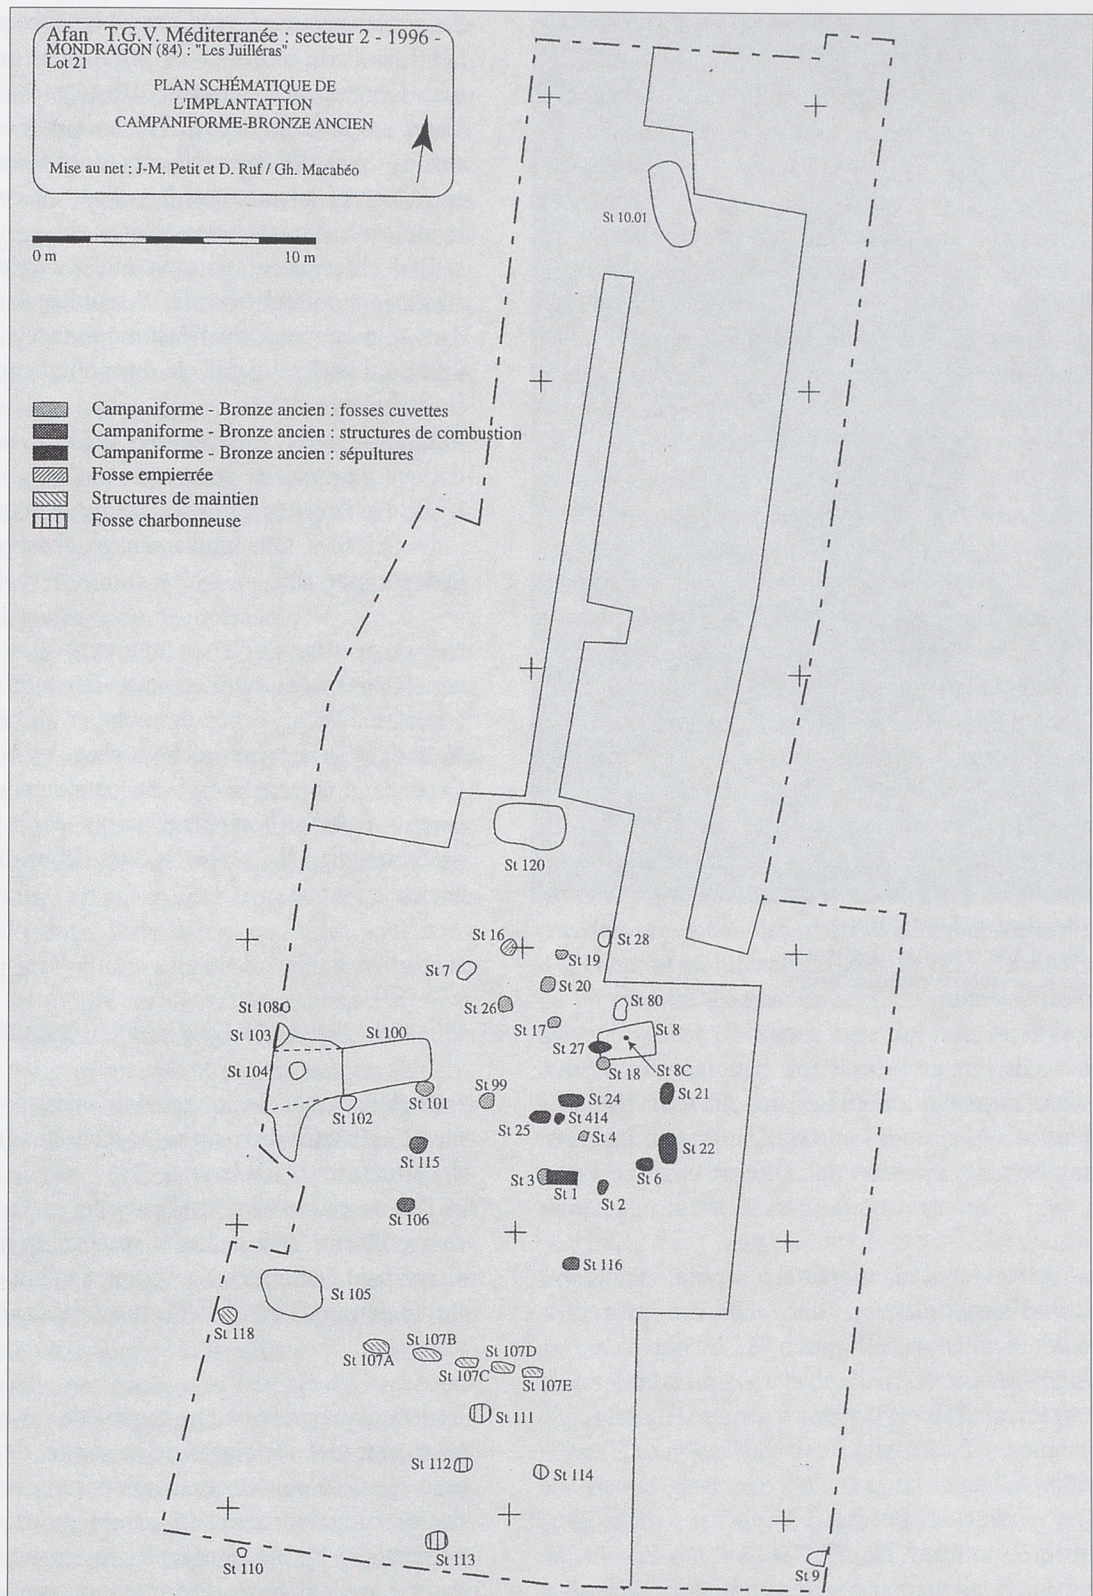 Afan T.G.V. Méditerranée : secteur 2 - 1996 -
MONDRAGON (84) : "Les Juilléras"
Lot 21
PLAN SCHÉMATIQUE DE
L'IMPLANTATTION
CAMPANIFORME-BRONZE ANCIEN
Mise au net : J-M. Petit et D. Ruf / Gh. Macabéo
0 m 10 m
St 10.01
Campaniforme - Bronze ancien : fosses cuvettes
Campaniforme - Bronze ancien : structures de combustion
Campaniforme - Bronze ancien : sépultures
Fosse empierrée
Structures de maintien
Fosse charbonneuse
St 120
St 16
St 28
St 19
St 7
St 20
St 26
St 80
St 108
St 17
St 103
St 100
St 8
St 27
St 104
St 18
St 8C
St 99
St 24
St 21
St 101
St 102
St 25
St 414
St 4
St 115
St 22
St 3
St 6
St 1
St 2
St 106
St 116
St 105
St 118
St 107B
St 107D
St 107A
St 107C
St 107E
St 111
St 112
St 114
St 113
St 110
St 9